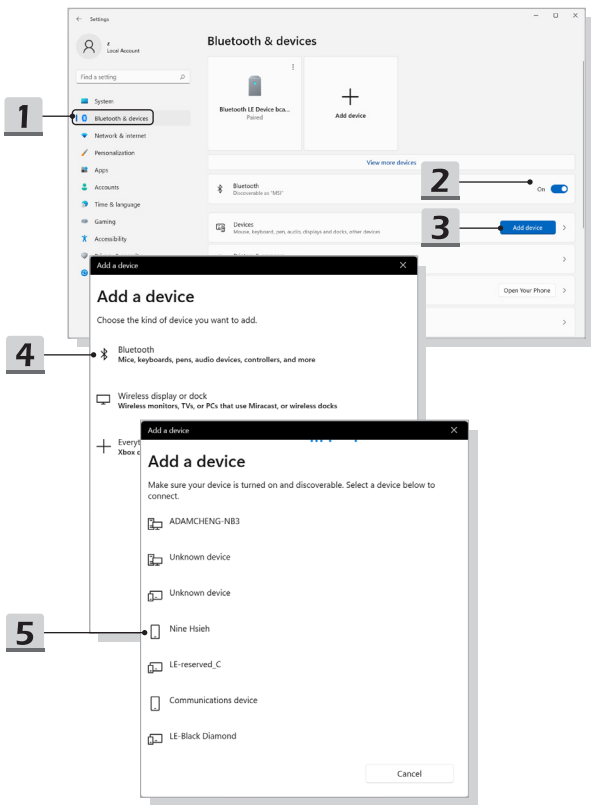 Settings
z
Local Account
Find a setting
System
Bluetooth & devices
Network & internet
Personalization
Apps
Accounts
Time & language
Gaming
Accessibility
Bluetooth & devices
Bluetooth LE Device bca...
Paired
Add device
View more devices
Bluetooth
Discoverable as "MSI"
On
Devices
Mouse, keyboard, pen, audio, displays and docks, other devices
Add device
Open Your Phone
1
2
3
Add a device
Add a device
Choose the kind of device you want to add.
Bluetooth
Mice, keyboards, pens, audio devices, controllers, and more
Wireless display or dock
Wireless monitors, TVs, or PCs that use Miracast, or wireless docks
Everyt
Xbox c
4
Add a device
Add a device
Make sure your device is turned on and discoverable. Select a device below to
connect.
ADAMCHENG-NB3
Unknown device
Unknown device
Nine Hsieh
LE-reserved_C
Communications device
LE-Black Diamond
Cancel
5